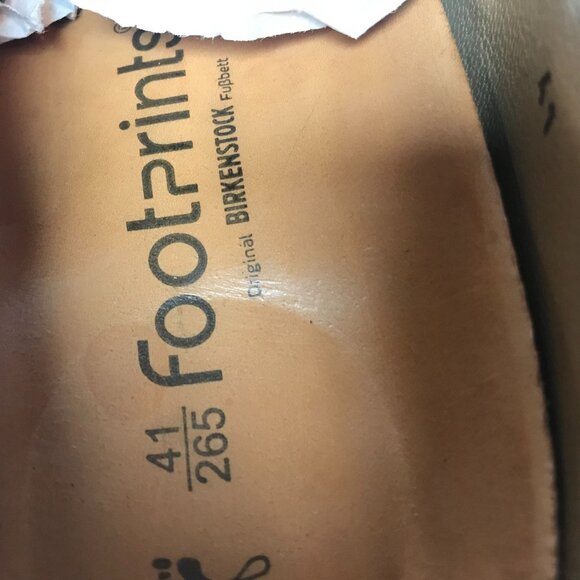 41
265
footprints®
Original BIRKENSTOCK Fußbett